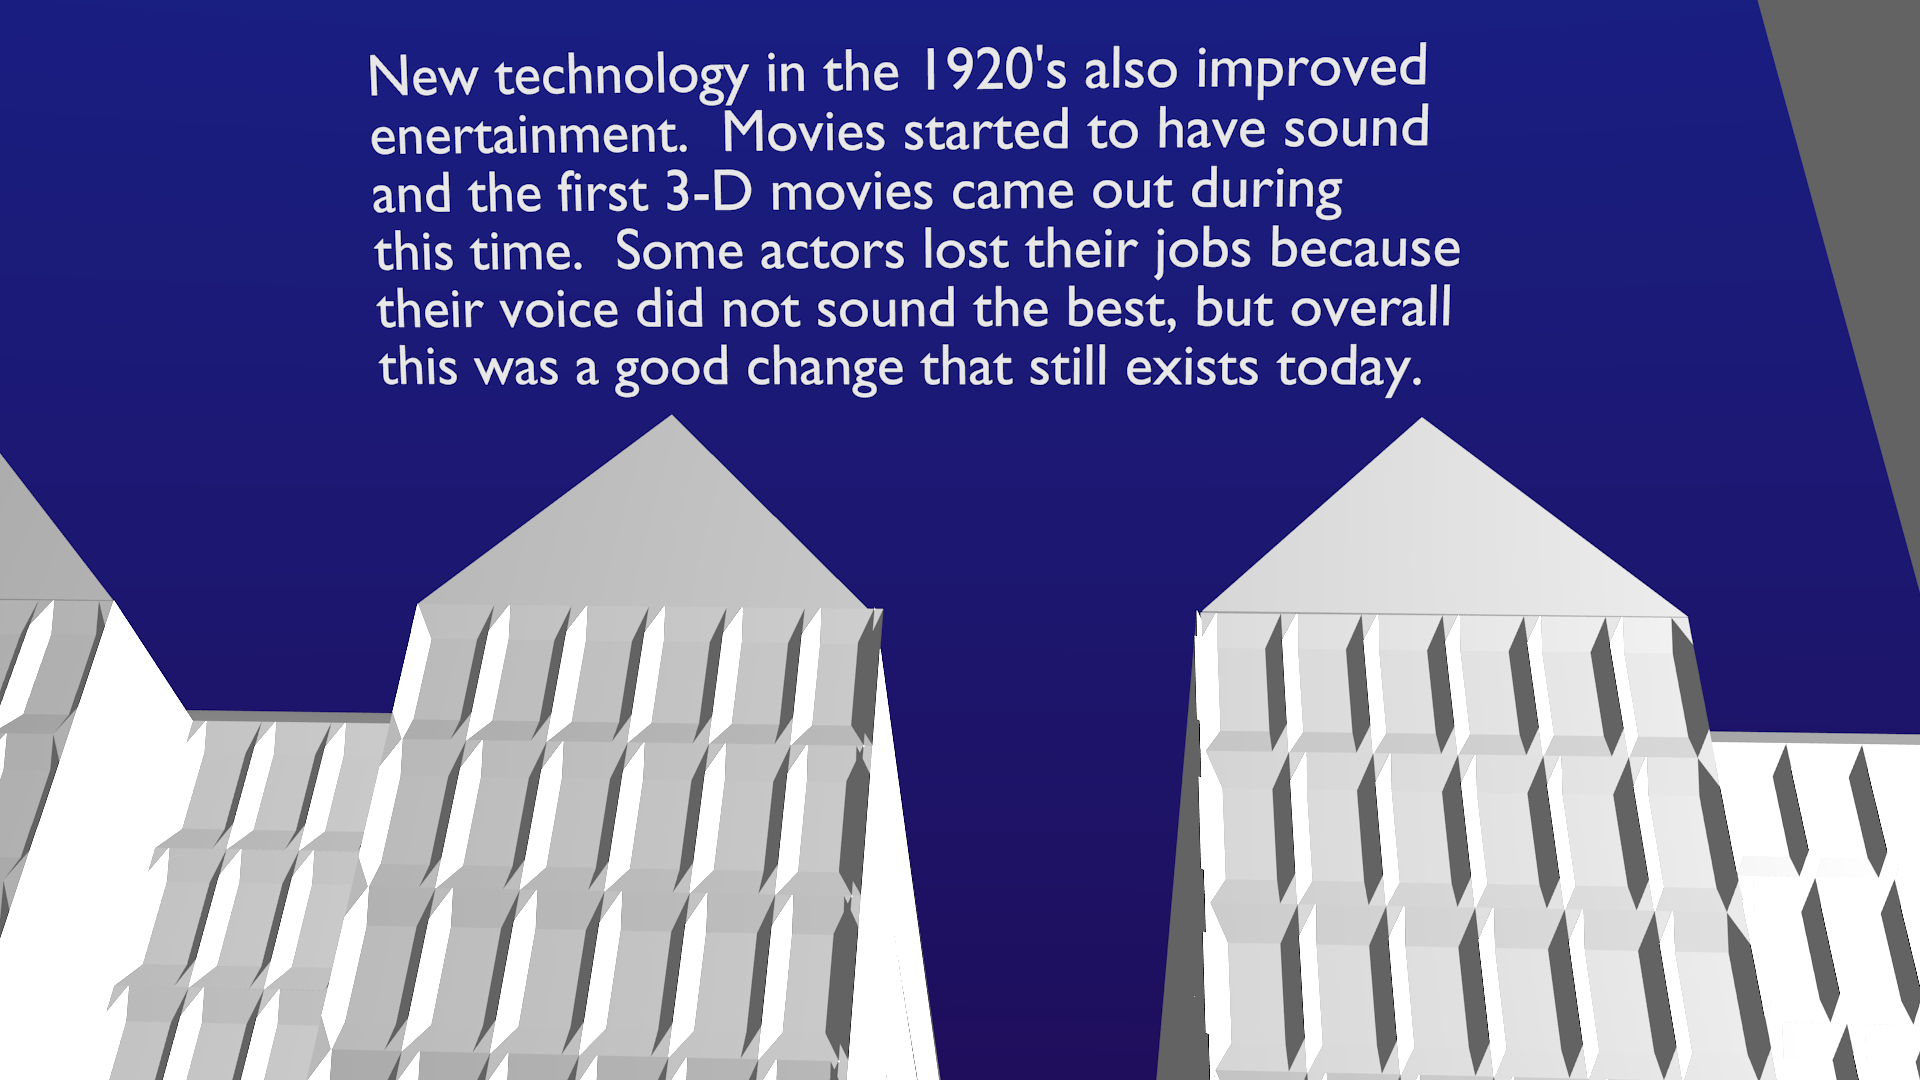 New technology in the 1920's also improved
enertainment.  Movies started to have sound
and the first 3-D movies came out during
this time.  Some actors lost their jobs because
their voice did not sound the best, but overall
this was a good change that still exists today.